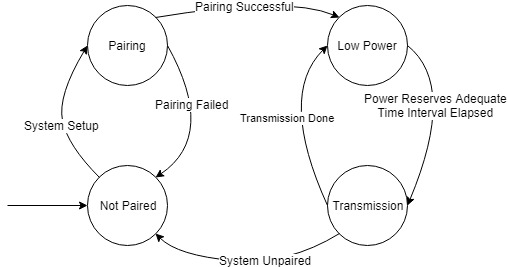 Pairing Successful
Pairing
Low Power
Pairing Failed
Power Reserves Adequate
Time Interval Elapsed
System Setup
Transmission Done
Not Paired
Transmission
System Unpaired